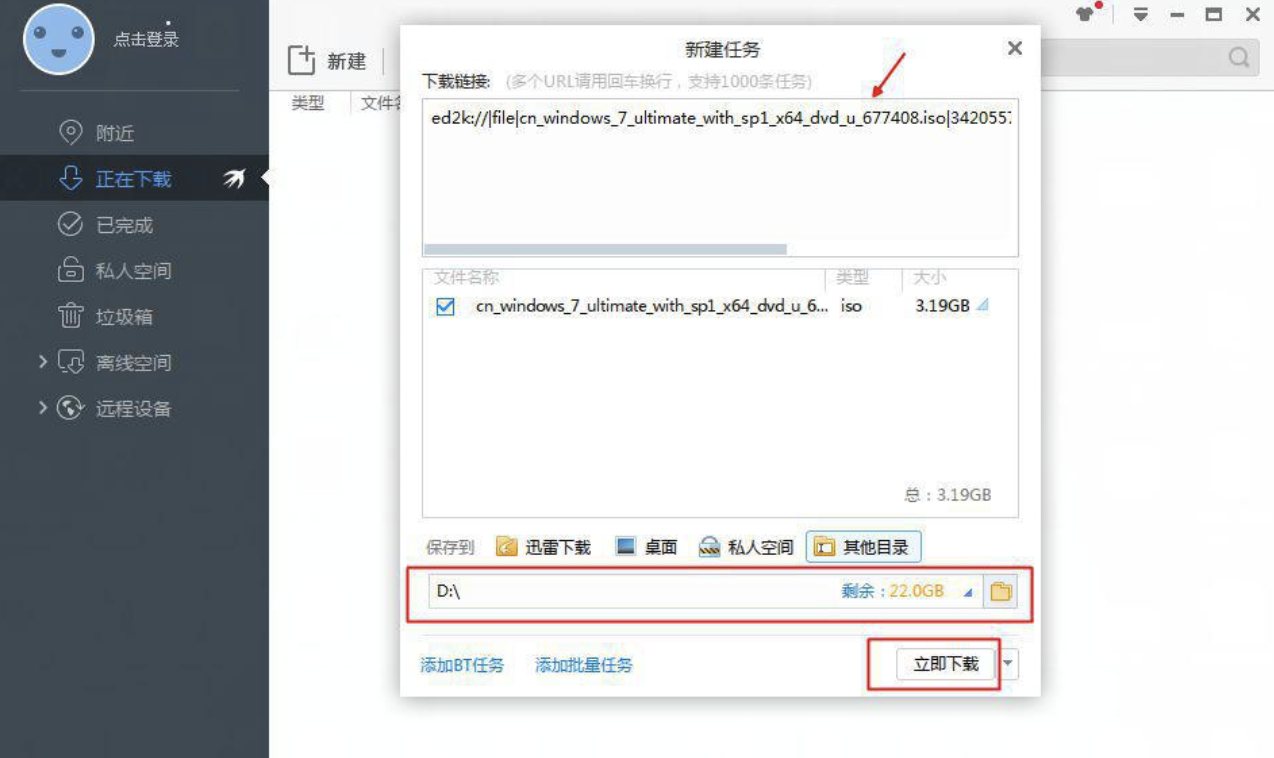 点击登录
附近
正在下载
已完成
私人空间
垃圾箱
离线空间
远程设备
新建
类型
文件名
新建任务
下载链接: (多个URL请用回车换行，支持1000条任务)
ed2k://|file|cn_windows_7_ultimate_with_sp1_x64_dvd_u_677408.iso|3420557
文件名称 类型 大小
cn_windows_7_ultimate_with_sp1_x64_dvd_u_6... iso 3.19GB
总：3.19GB
保存到 迅雷下载 桌面 私人空间 其他目录
D:\ 剩余：22.0GB
添加BT任务 添加批量任务 立即下载